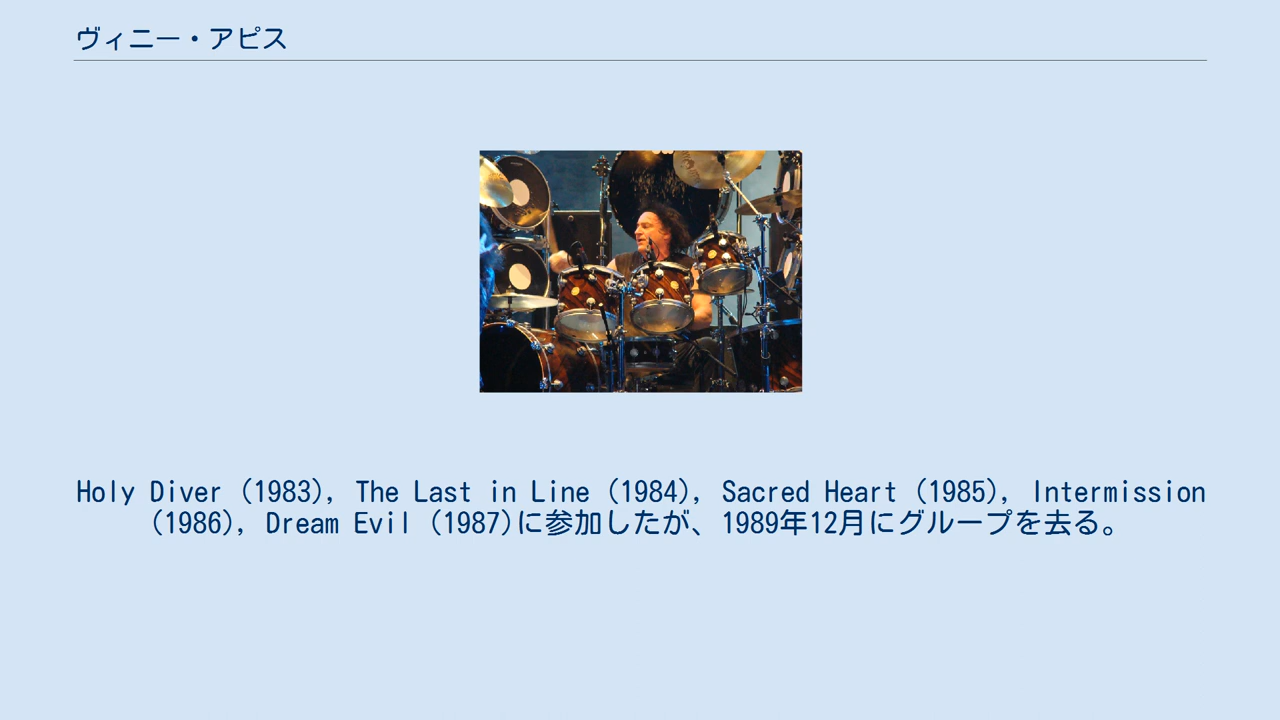 ヴィニー・アピス
Holy Diver (1983), The Last in Line (1984), Sacred Heart (1985), Intermission
(1986), Dream Evil (1987)に参加したが、1989年12月にグループを去る。